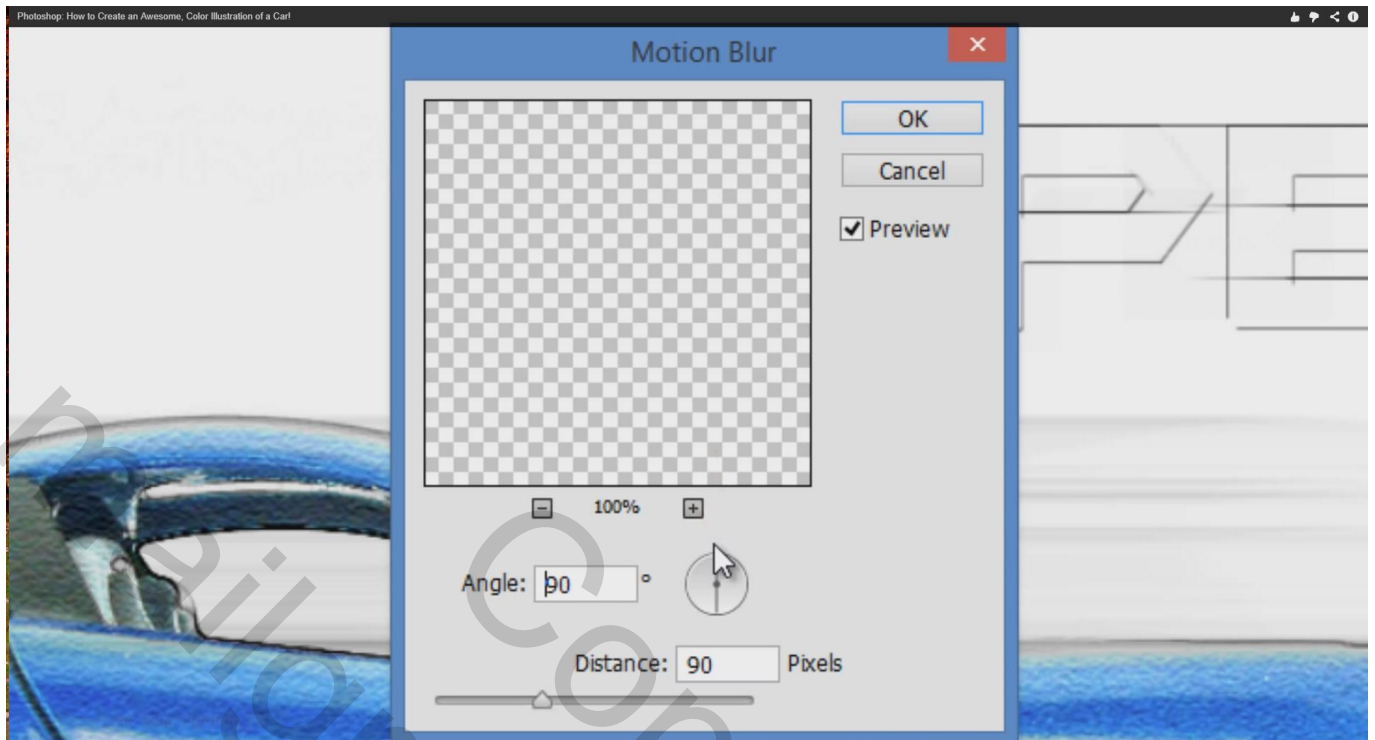 Photoshop: How to Create an Awesome, Color Illustration of a Car!
Motion Blur
OK
Cancel
Preview
100%
Angle: 90 °
Distance: 90 Pixels
PE